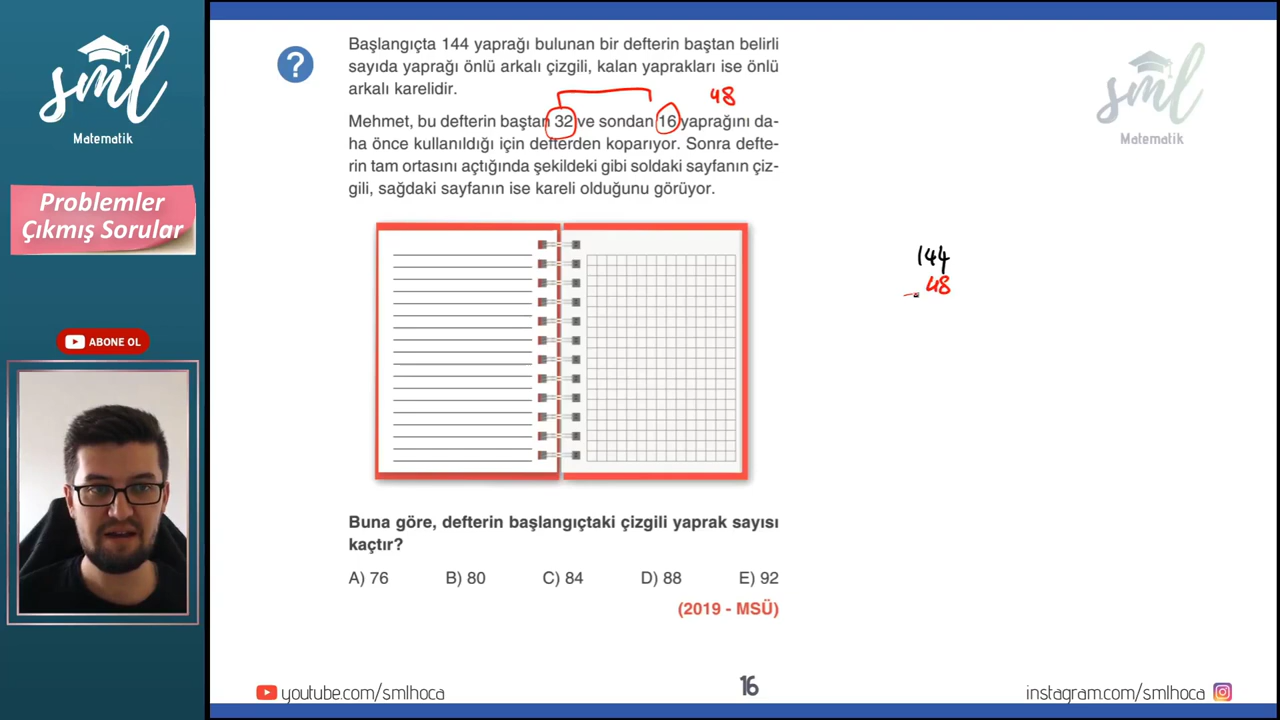 sml
Matematik
Problemler
Çıkmış Sorular
ABONE OL
?
Başlangıçta 144 yaprağı bulunan bir defterin baştan belirli
sayıda yaprağı önlü arkalı çizgili, kalan yaprakları ise önlü
arkalı karelidir.
48
Mehmet, bu defterin baştan 32 ve sondan 16 yaprağını da-
ha önce kullanıldığı için defterden koparıyor. Sonra defte-
rin tam ortasını açtığında şekildeki gibi soldaki sayfanın çiz-
gili, sağdaki sayfanın ise kareli olduğunu görüyor.
Buna göre, defterin başlangıçtaki çizgili yaprak sayısı
kaçtır?
A) 76 B) 80 C) 84 D) 88 E) 92
(2019 - MSÜ)
sml
Matematik
144
48
youtube.com/smlhoca
16
instagram.com/smlhoca